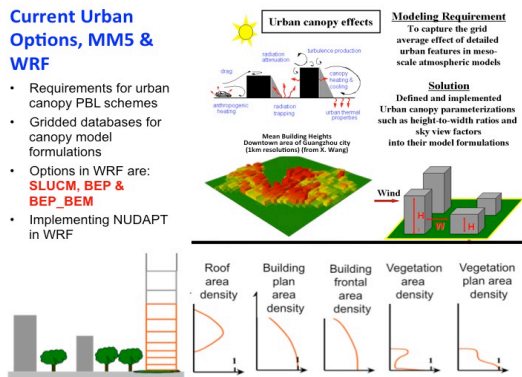 Current Urban
Options, MM5 &
WRF
• Requirements for urban
canopy PBL schemes
• Gridded databases for
canopy model
formulations
• Options in WRF are:
SLUCM, BEP &
BEP_BEM
• Implementing NUDAPT
in WRF
Urban canopy effects
radiation
attenuation
turbulence production
drag
canopy
heating &
cooling
anthropogenic
heating
radiation
trapping
urban thermal
properties
Mean Building Heights
Downtown area of Guangzhou city
(1km resolutions) (from X. Wang)
Modeling Requirement
To capture the grid
average effect of detailed
urban features in meso-
scale atmospheric models
Solution
Defined and implemented
Urban canopy parameterizations
such as height-to-width ratios and
sky view factors
into their model formulations
Wind
H
W
H
Roof
area
density
1
Building
plan
area
density
1
Building
frontal
area
density
1
Vegetation
area
density
1
Vegetation
plan area
density
1